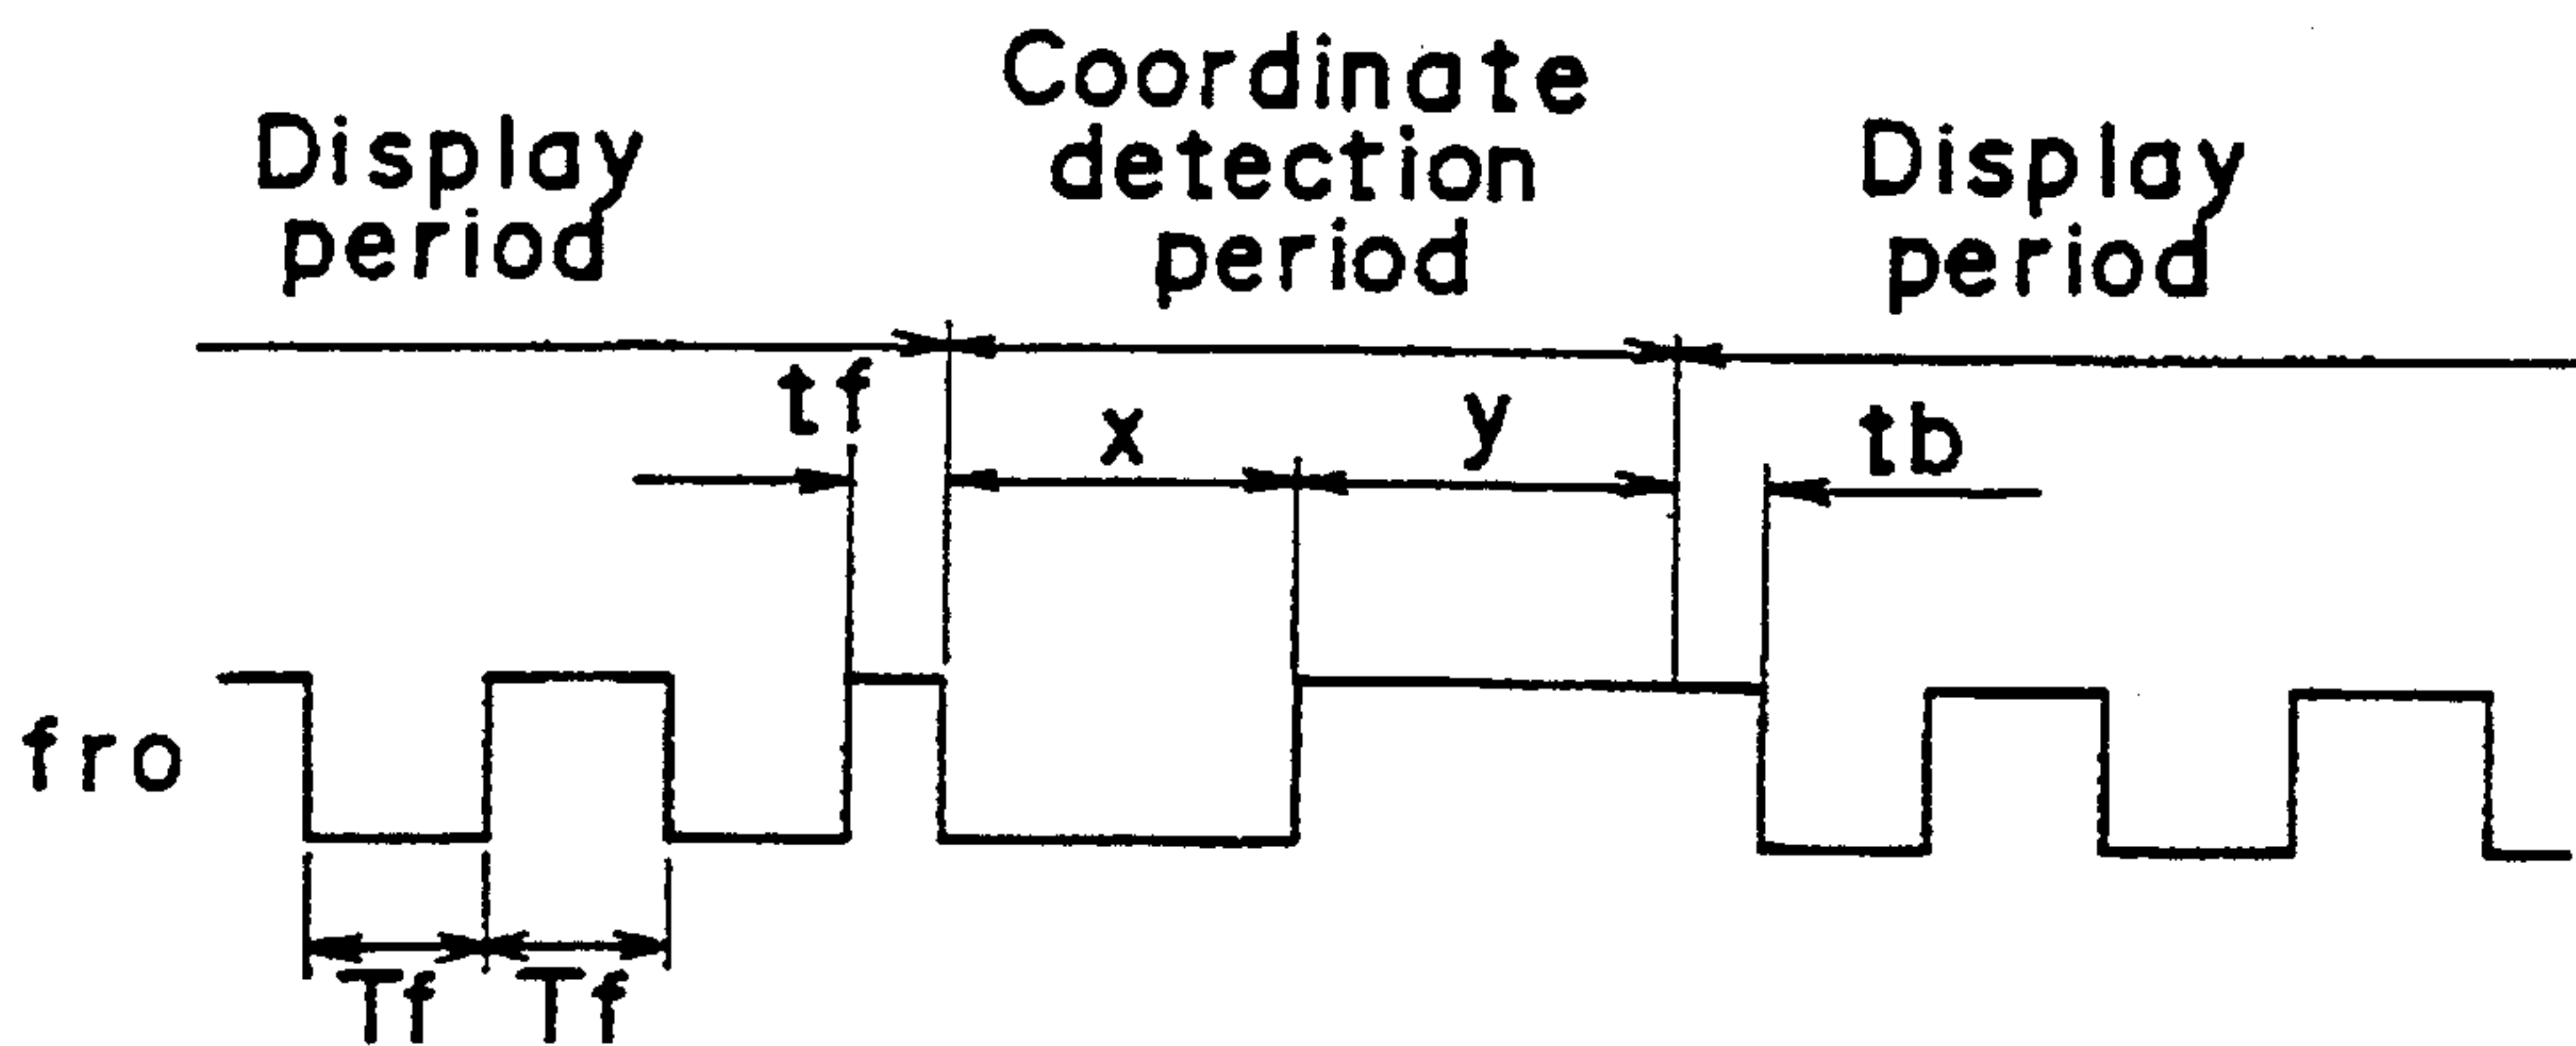 Display
period
Coordinate
detection
period
Display
period
tf
x
y
tb
fro
Tf
Tf